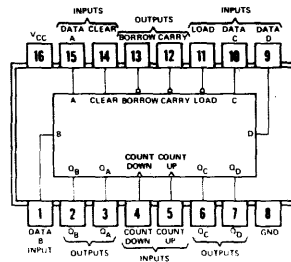 INPUTS OUTPUTS INPUTS
DATA CLEAR BORROW CARRY LOAD DATA DATA
VCC A C D
16 15 14 13 12 11 10 9
A CLEAR BORROW CARRY LOAD C
B D
COUNT COUNT
QB QA DOWN UP QC QD
1 2 3 4 5 6 7 8
DATA QB QA COUNT COUNT QC QD GND
B DOWN UP
INPUT OUTPUTS INPUTS OUTPUTS